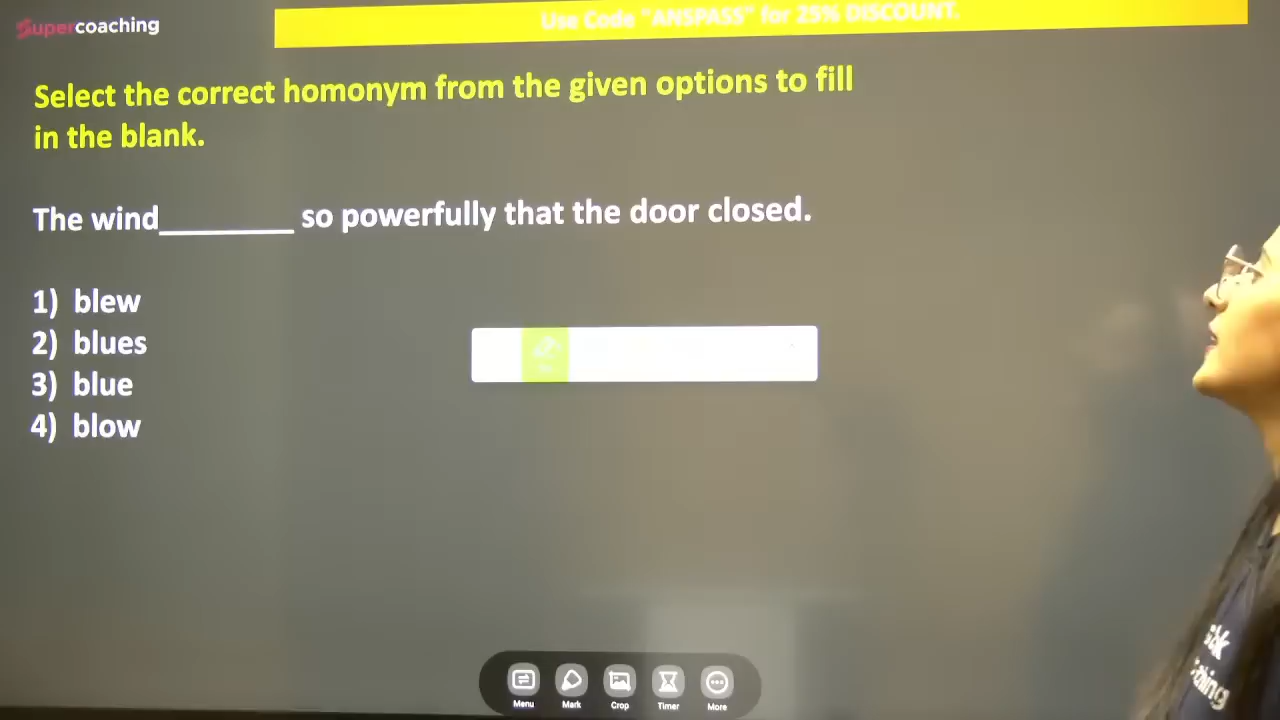 Supercoaching
Use Code "ANSPASS" for 25% DISCOUNT.
Select the correct homonym from the given options to fill
in the blank.
The wind________ so powerfully that the door closed.
1) blew
2) blues
3) blue
4) blow
Menu Mark Crop Timer More